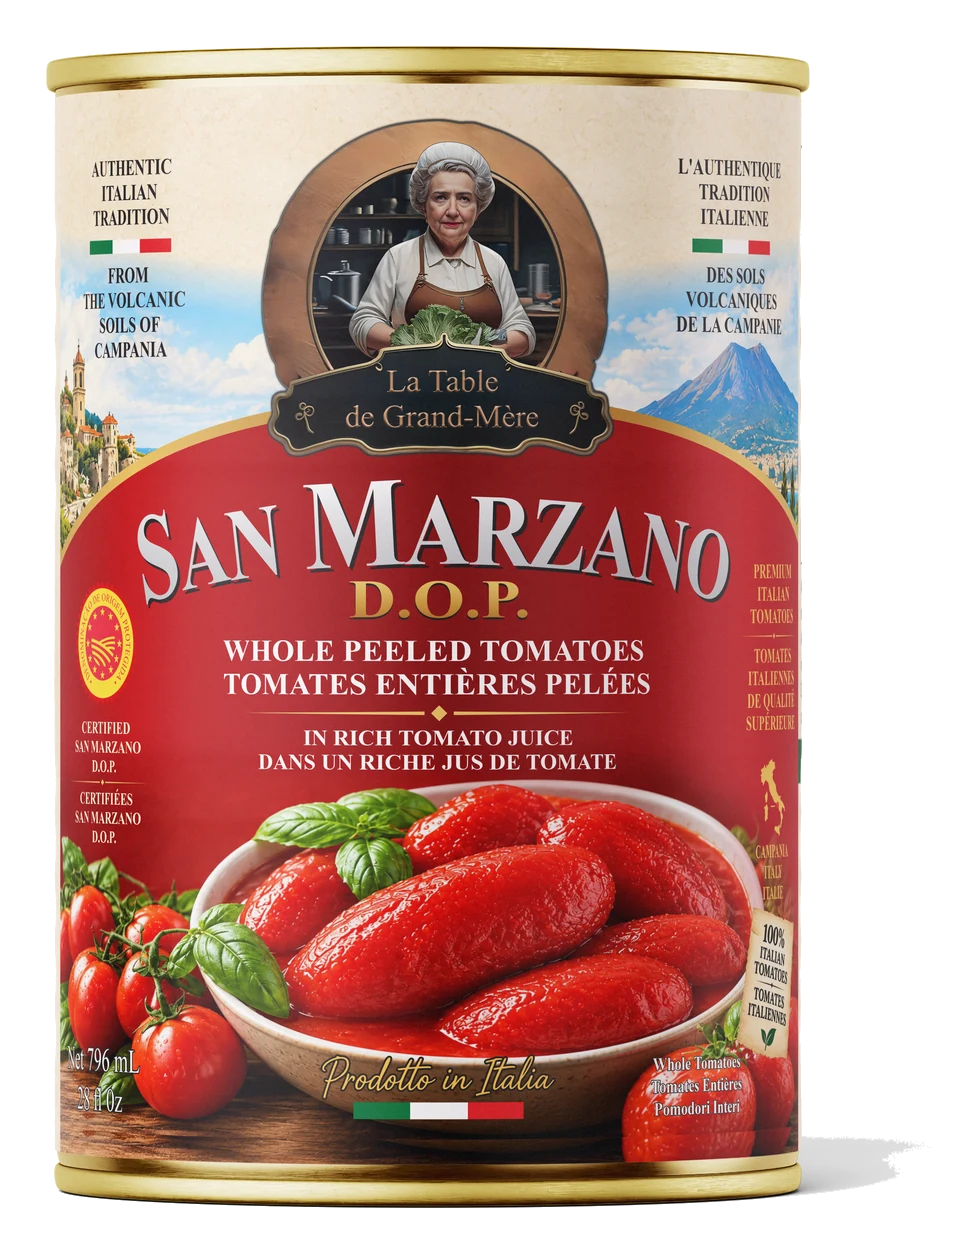 AUTHENTIC
ITALIAN
TRADITION
FROM
THE VOLCANIC
SOILS OF
CAMPANIA
L'AUTHENTIQUE
TRADITION
ITALIENNE
DES SOLS
VOLCANIQUES
DE LA CAMPANIE
La Table
de Grand-Mère
SAN MARZANO
D.O.P.
WHOLE PEELED TOMATOES
TOMATES ENTIÈRES PELÉES
IN RICH TOMATO JUICE
DANS UN RICHE JUS DE TOMATE
DENOMINAÇÃO DE ORIGEM PROTEGIDA
CERTIFIED
SAN MARZANO
D.O.P.
CERTIFIÉES
SAN MARZANO
D.O.P.
PREMIUM
ITALIAN
TOMATOES
TOMATES
ITALIENNES
DE QUALITÉ
SUPÉRIEURE
CAMPANIA
ITALY
ITALIE
100%
ITALIAN
TOMATOES
TOMATES
ITALIENNES
Net 796 mL
28 fl Oz
Prodotto in Italia
Whole Tomatoes
Tomates Entières
Pomodori Interi